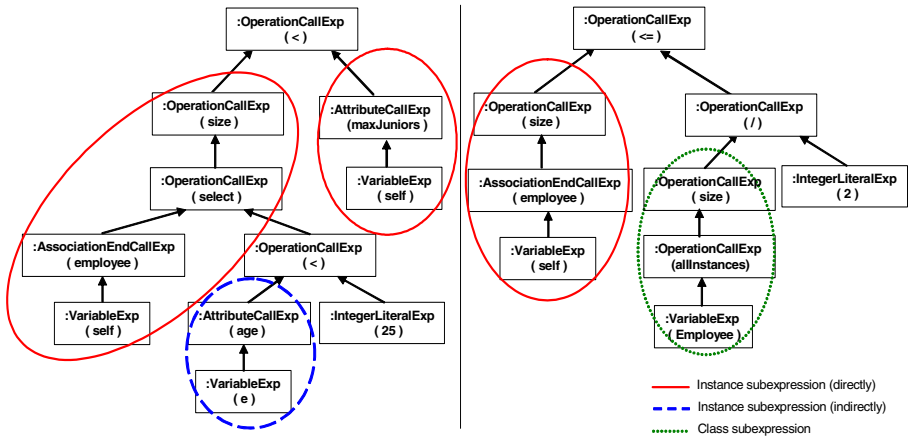 :OperationCallExp
( < )
:OperationCallExp
( size )
:AttributeCallExp
(maxJuniors )
:OperationCallExp
( select )
:VariableExp
( self )
:AssociationEndCallExp
( employee )
:OperationCallExp
( < )
:VariableExp
( self )
:AttributeCallExp
( age )
:IntegerLiteralExp
( 25 )
:VariableExp
( e )
:OperationCallExp
( <= )
:OperationCallExp
( size )
:OperationCallExp
( / )
:AssociationEndCallExp
( employee )
:OperationCallExp
( size )
:IntegerLiteralExp
( 2 )
:VariableExp
( self )
:OperationCallExp
(allInstances)
:VariableExp
( Employee )
Instance subexpression (directly)
Instance subexpression (indirectly)
Class subexpression